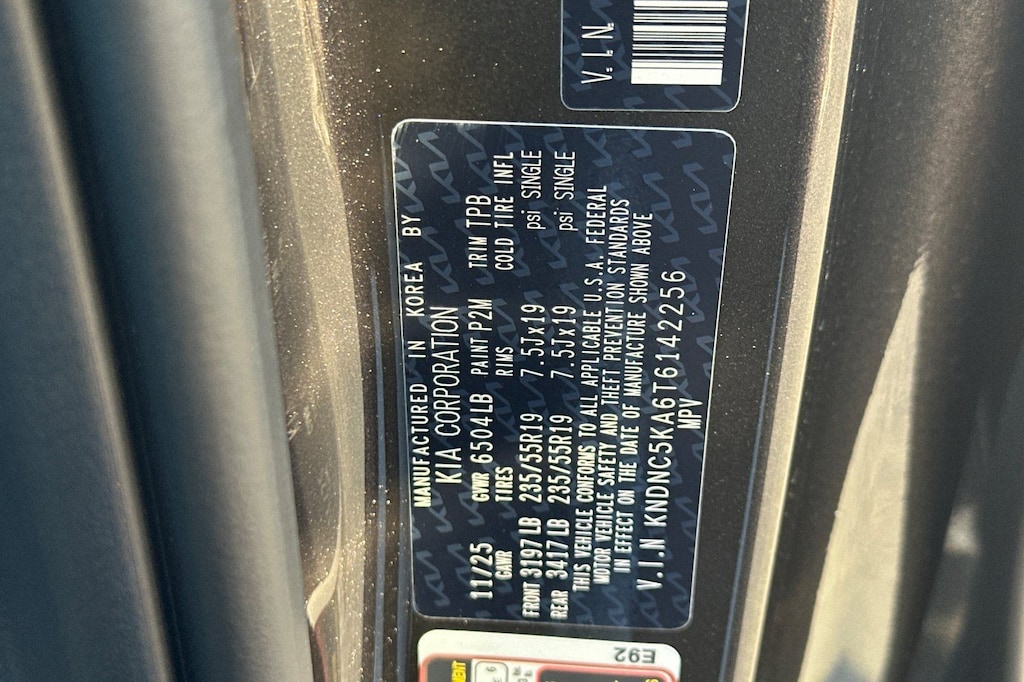 V.I.N.
MANUFACTURED IN KOREA BY
KIA CORPORATION
11/25 GVWR 6504LB PAINT P2M TRIM TPB
GAWR TIRES RIMS COLD TIRE INFL
FRONT 3197LB 235/55R19 7.5Jx19 psi SINGLE
REAR 3417LB 235/55R19 7.5Jx19 psi SINGLE
THIS VEHICLE CONFORMS TO ALL APPLICABLE U.S.A. FEDERAL
MOTOR VEHICLE SAFETY AND THEFT PREVENTION STANDARDS
IN EFFECT ON THE DATE OF MANUFACTURE SHOWN ABOVE
V.I.N KNDNC5KA6T6142256
MPV
E92